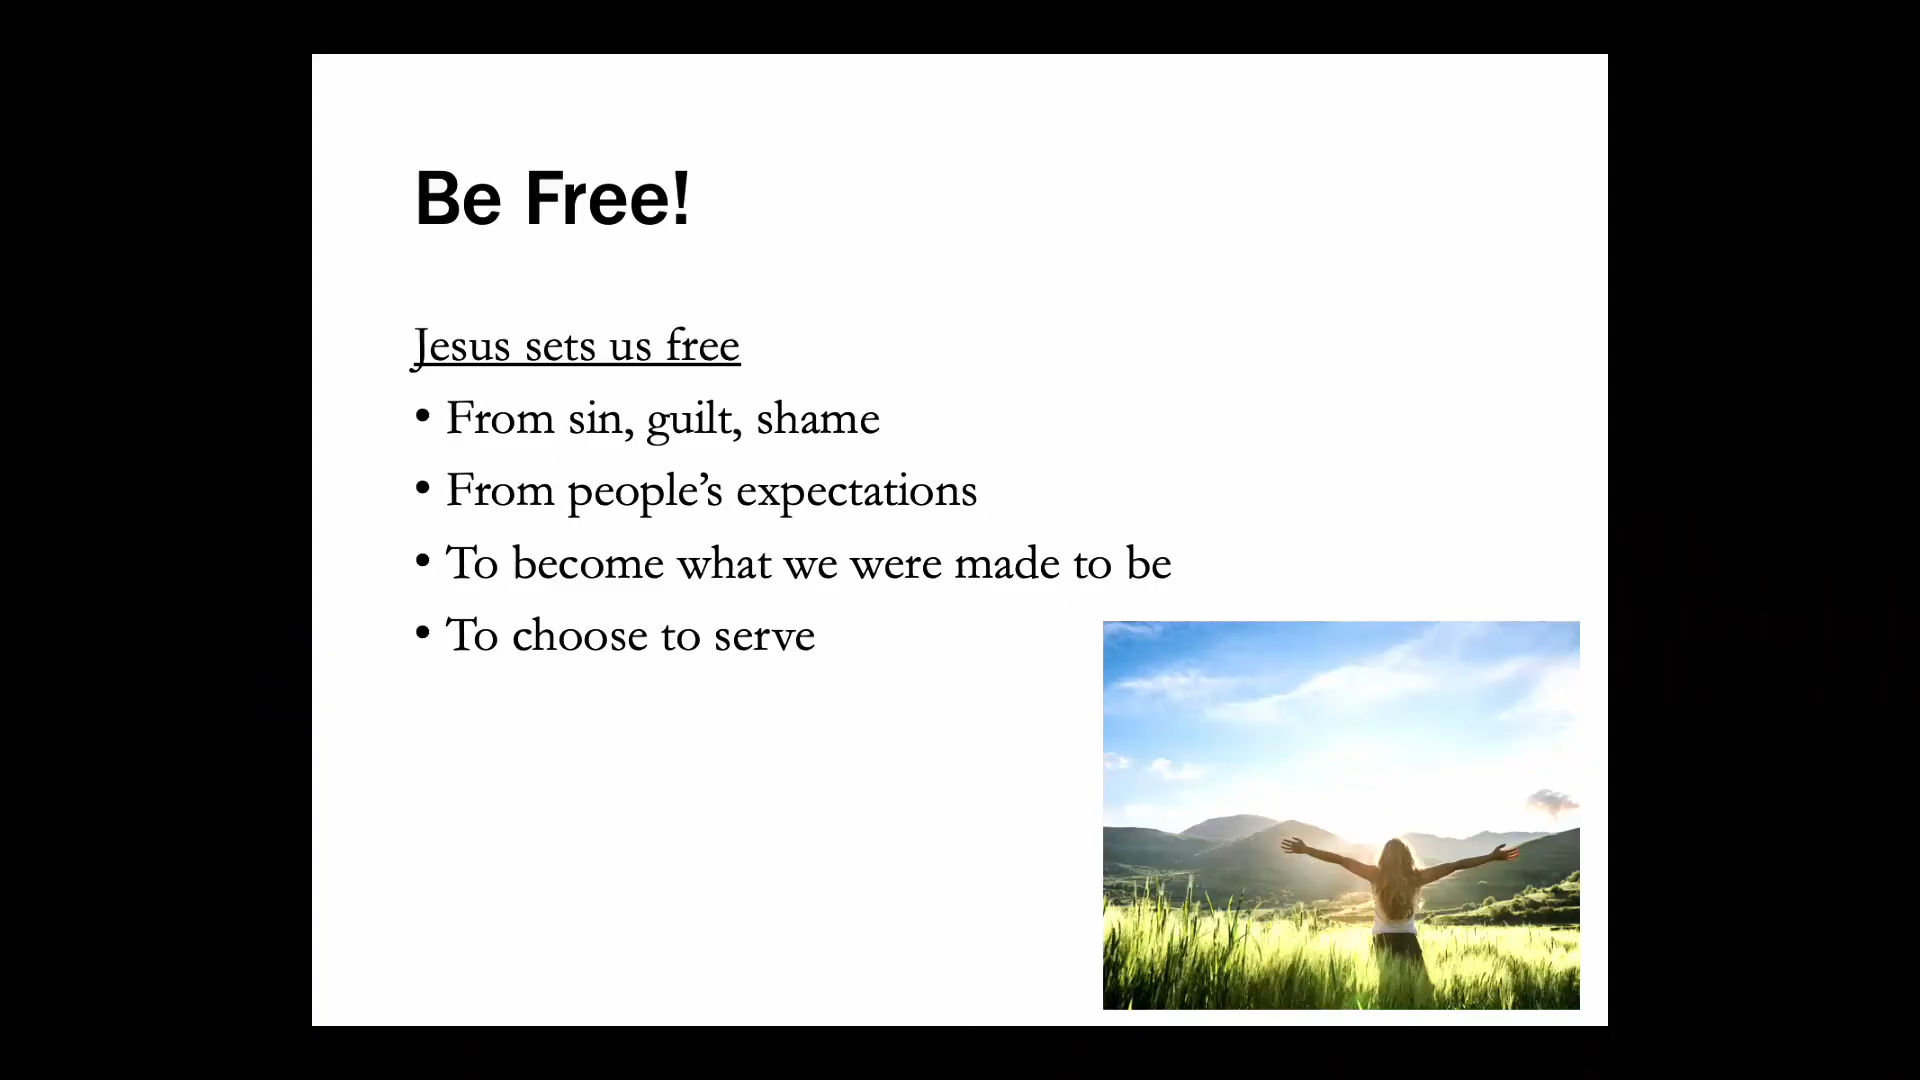 Be Free!
Jesus sets us free
• From sin, guilt, shame
• From people’s expectations
• To become what we were made to be
• To choose to serve